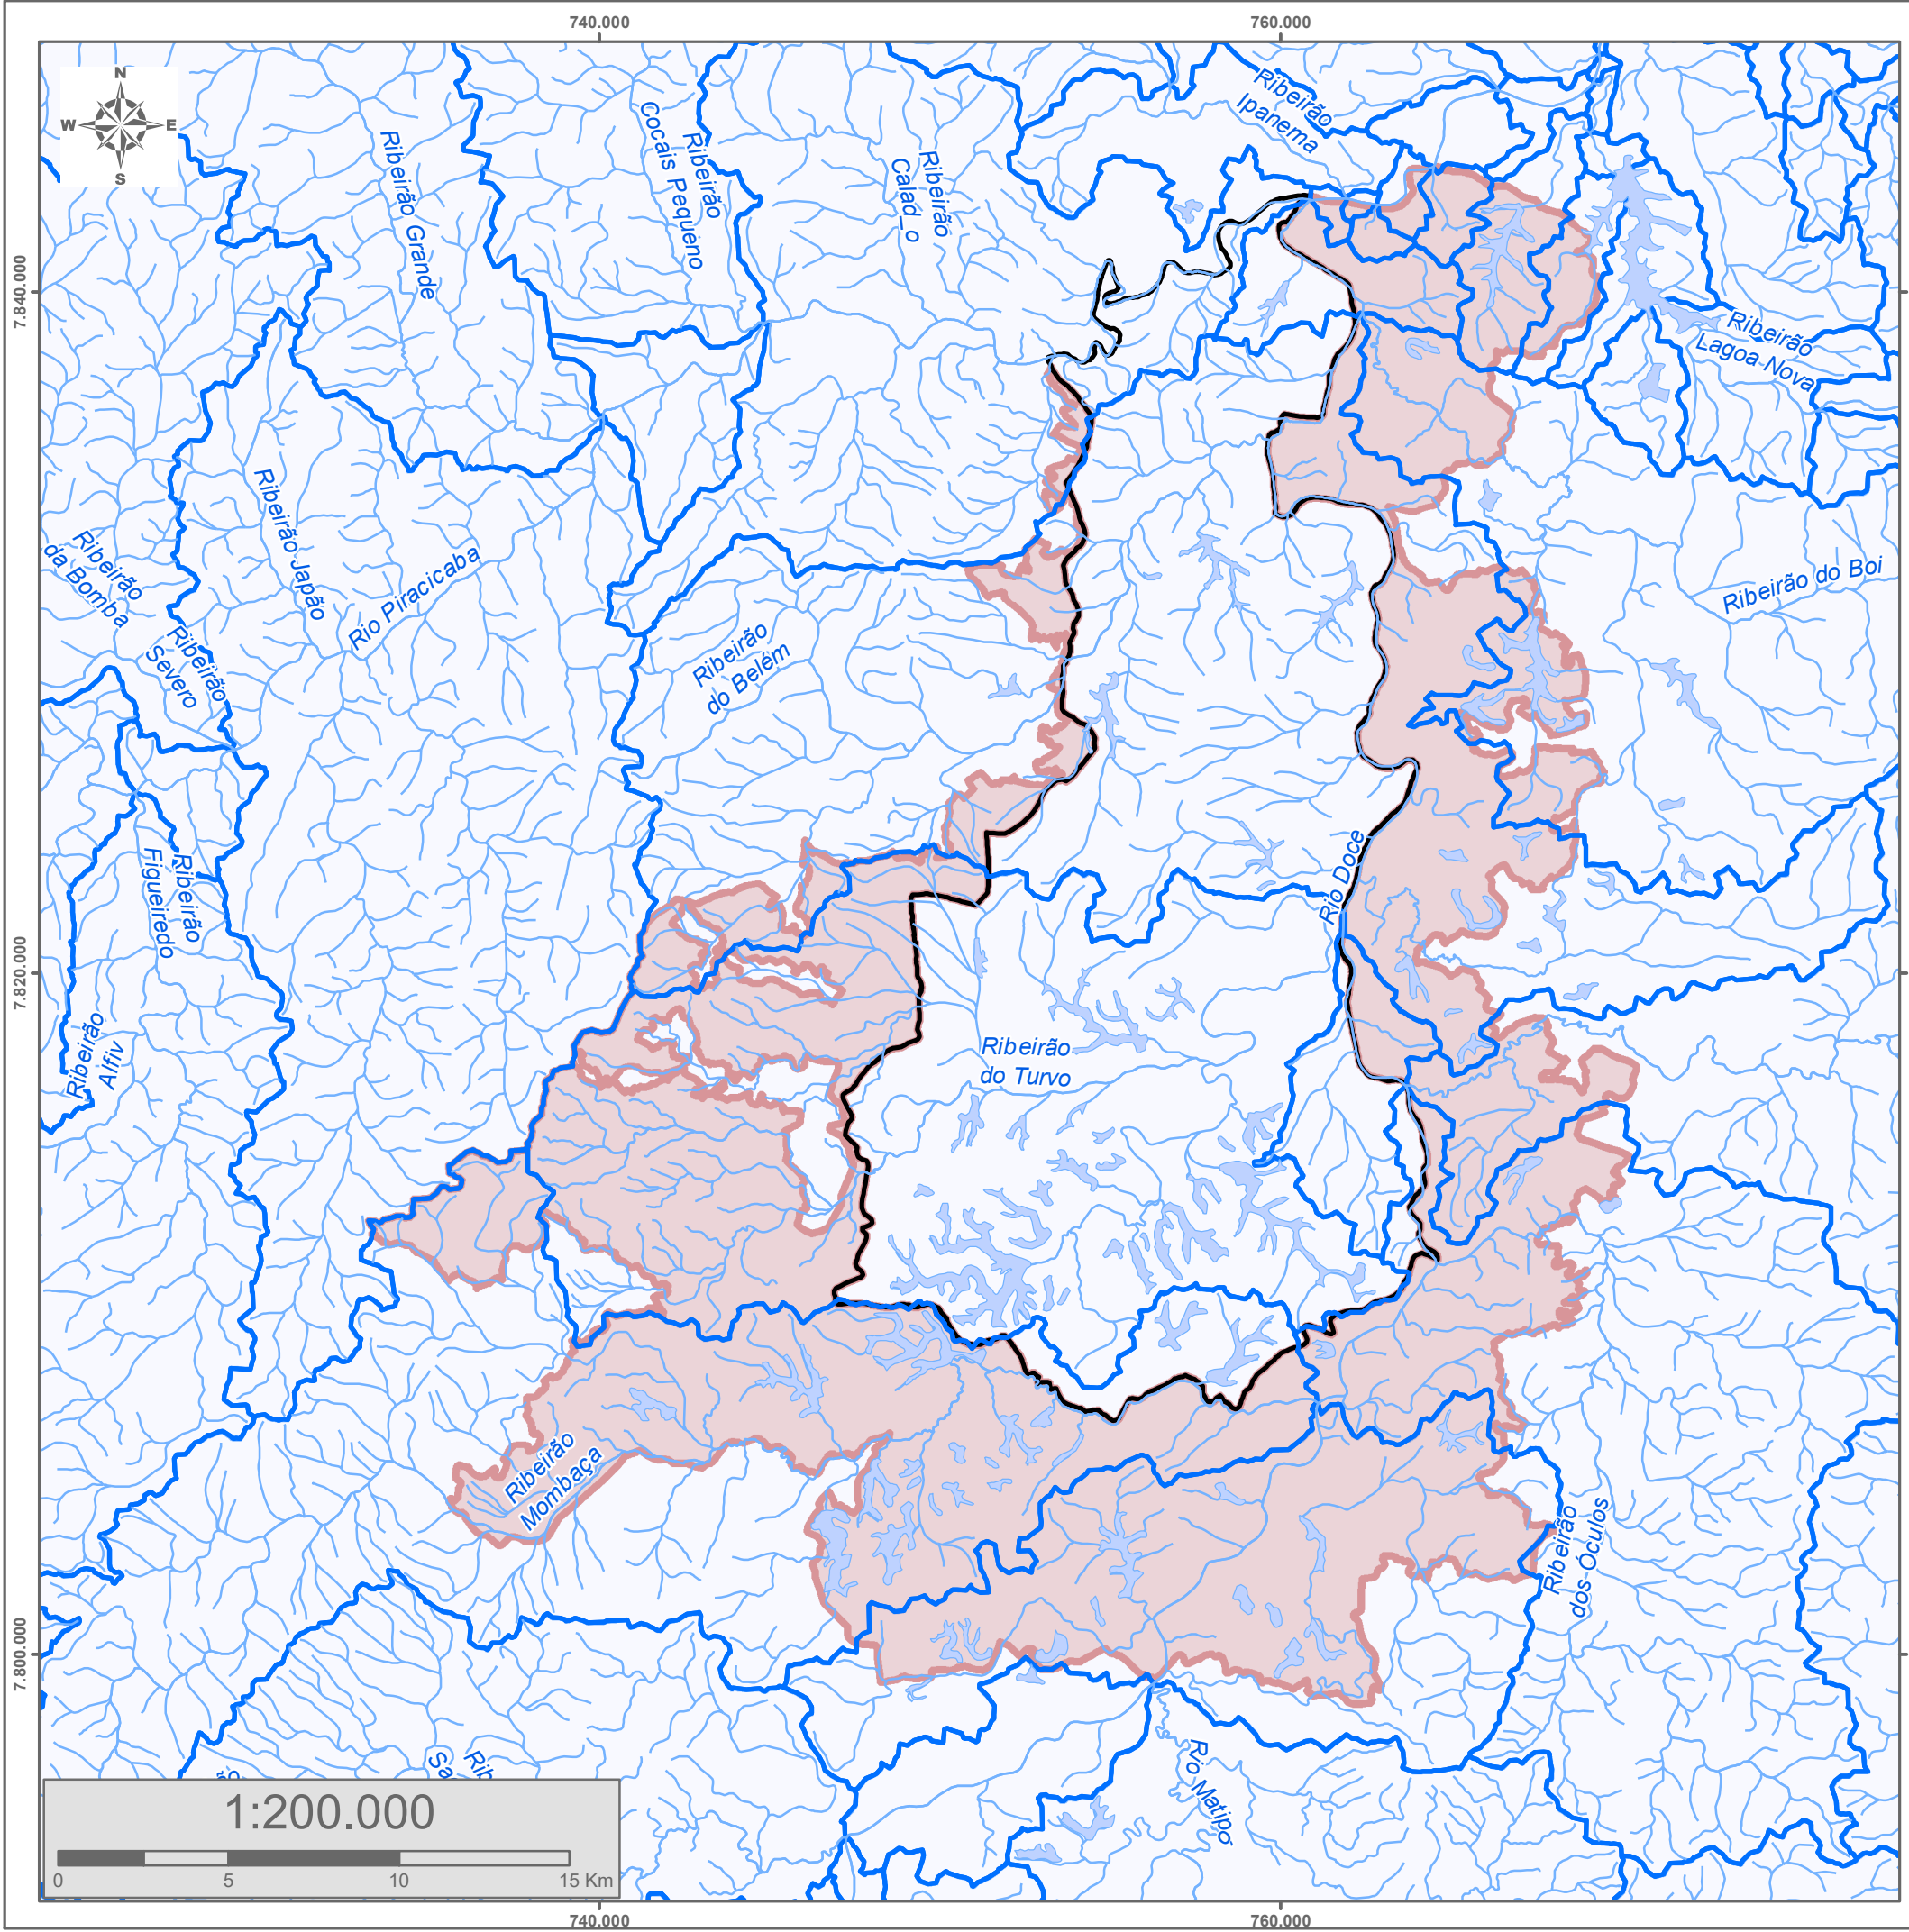 740.000
760.000
N
W
E
S
Ribeirão
Ipanema
Ribeirão Grande
Ribeirão
Cocais Pequeno
Ribeirão
Calad_o
7.840.000
Ribeirão
Lagoa Nova
Ribeirão
da Bomba
Ribeirão Japão
Rio Piracicaba
Ribeirão do Boi
Ribeirão
Severo
Ribeirão
do Belém
Ribeirão
Figueiredo
Rio Doce
7.820.000
Ribeirão
Alfiv
Ribeirão
do Turvo
Ribeirão
Mombaça
Ribeirão
dos Óculos
7.800.000
Rib
Sa
Rio Matipó
1:200.000
0
5
10
15 Km
740.000
760.000